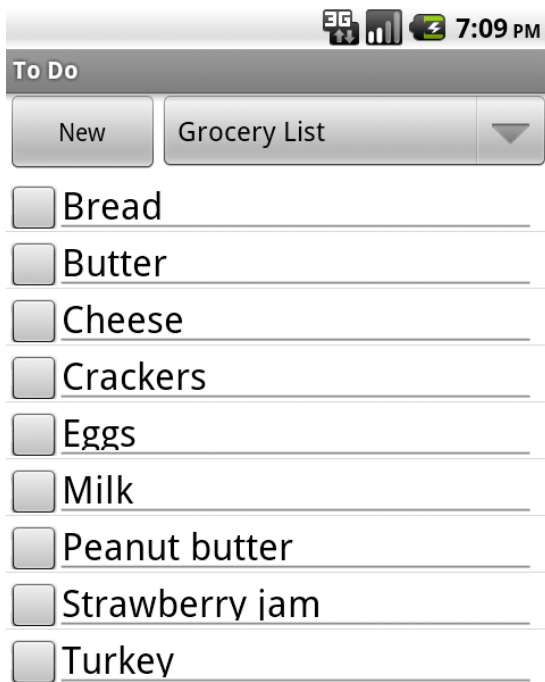 3G
7:09 PM
To Do
New
Grocery List
Bread
Butter
Cheese
Crackers
Eggs
Milk
Peanut butter
Strawberry jam
Turkey